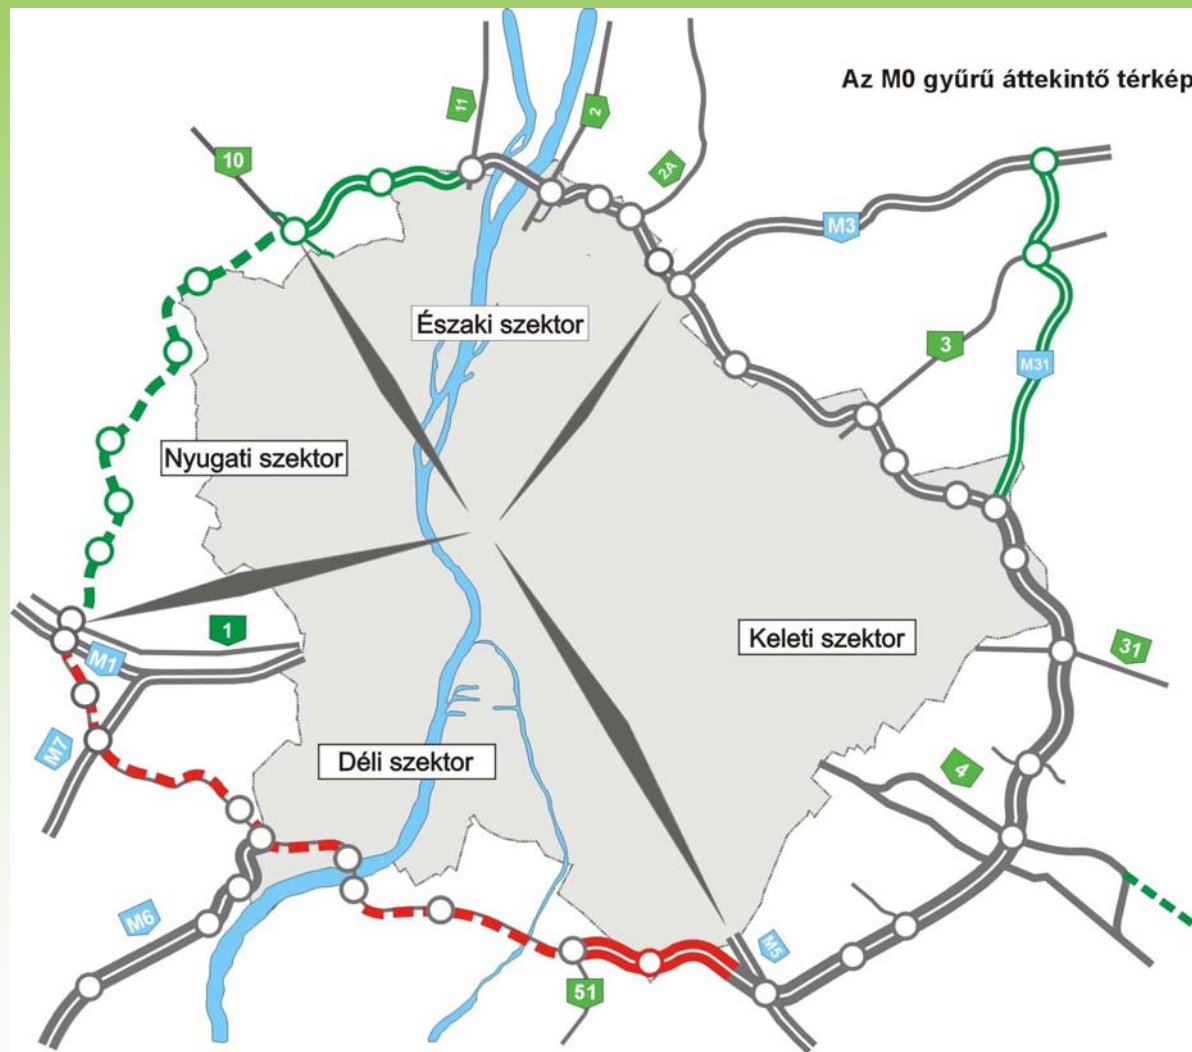 Az M0 gyűrű áttekintő térkép
11
2
10
2A
M3
Északi szektor
3
M31
Nyugati szektor
1
Keleti szektor
31
M1
M7
Déli szektor
4
M6
M5
51